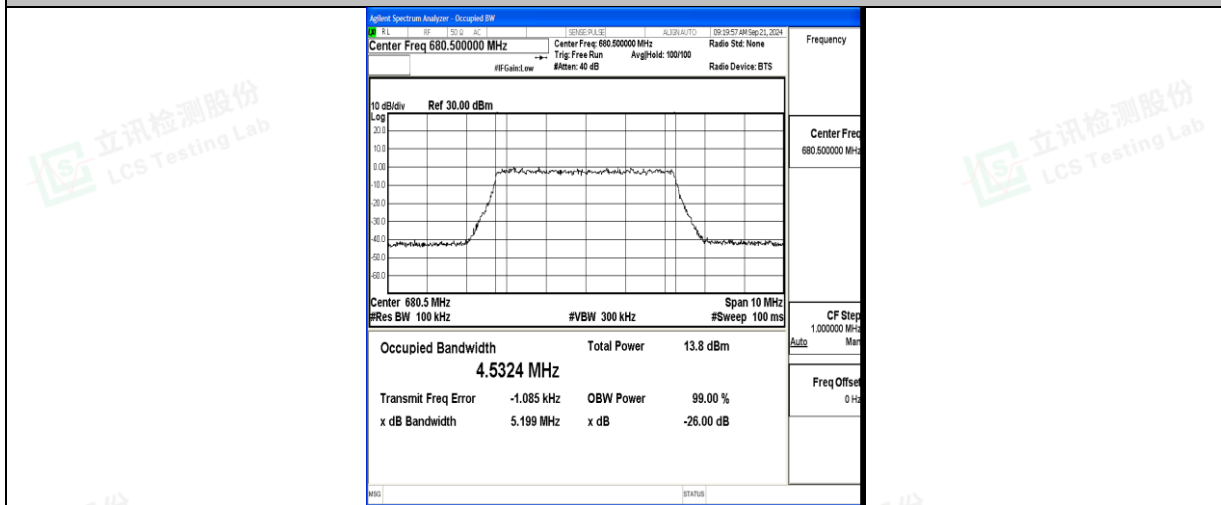 Agilent Spectrum Analyzer - Occupied BW
RL RF 50 Ω AC SENSE:PULSE ALIGN AUTO 09:19:57 AM Sep 21, 2024
Center Freq 680.500000 MHz
Center Freq: 680.500000 MHz
Radio Std: None
Trig: Free Run Avg|Hold: 100/100
#IFGain:Low #Atten: 40 dB Radio Device: BTS
Frequency
10 dB/div Ref 30.00 dBm
Log
20.0
10.0
0.00
-10.0
-20.0
-30.0
-40.0
-50.0
-60.0
Center 680.5 MHz Span 10 MHz
#Res BW 100 kHz #VBW 300 kHz #Sweep 100 ms
Center Freq
680.500000 MHz
CF Step
1.000000 MHz
Auto Man
Freq Offset
0 Hz
Occupied Bandwidth Total Power 13.8 dBm
4.5324 MHz
Transmit Freq Error -1.085 kHz OBW Power 99.00 %
x dB Bandwidth 5.199 MHz x dB -26.00 dB
MSG STATUS
立讯检测股份
LCS Testing Lab
立讯检测股份
LCS Testing Lab